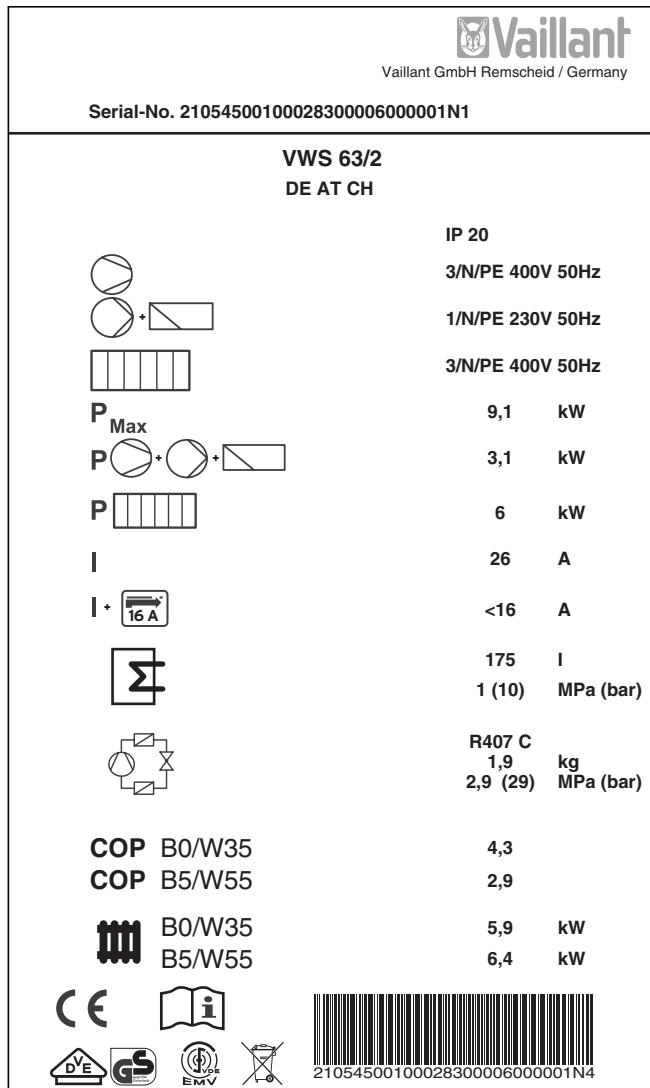 Vaillant
Vaillant GmbH Remscheid / Germany
Serial-No. 21054500100028300006000001N1
VWS 63/2
DE AT CH
IP 20
3/N/PE 400V 50Hz
+ 1/N/PE 230V 50Hz
3/N/PE 400V 50Hz
P Max 9,1 kW
P + + 3,1 kW
P 6 kW
I 26 A
I + 16 A <16 A
175 l
1 (10) MPa (bar)
R407 C
1,9 kg
2,9 (29) MPa (bar)
COP B0/W35 4,3
COP B5/W55 2,9
B0/W35 5,9 kW
B5/W55 6,4 kW
CE i
DVE GS VDE
EMV
21054500100028300006000001N4